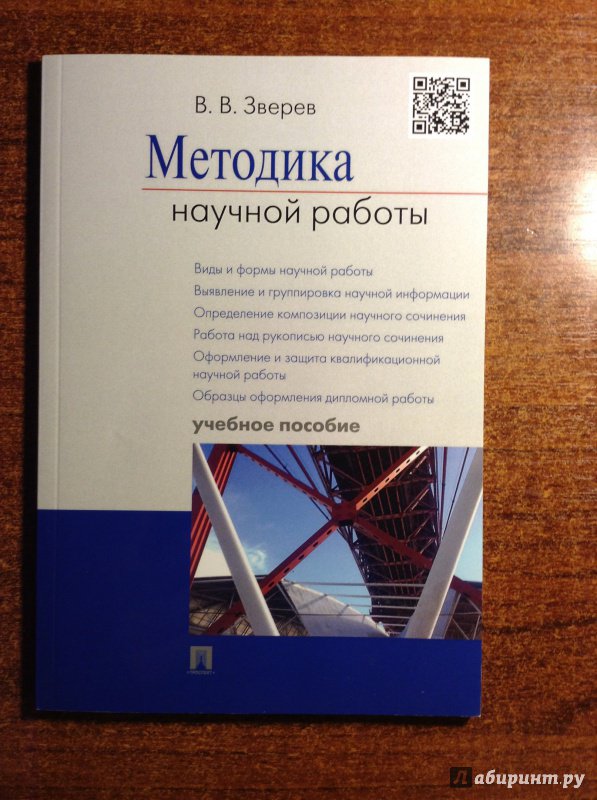 В. В. Зверев
Методика
научной работы
Виды и формы научной работы
Выявление и группировка научной информации
Определение композиции научного сочинения
Работа над рукописью научного сочинения
Оформление и защита квалификационной
научной работы
Образцы оформления дипломной работы
учебное пособие
•ПРОСПЕКТ•
Лабиринт.ру